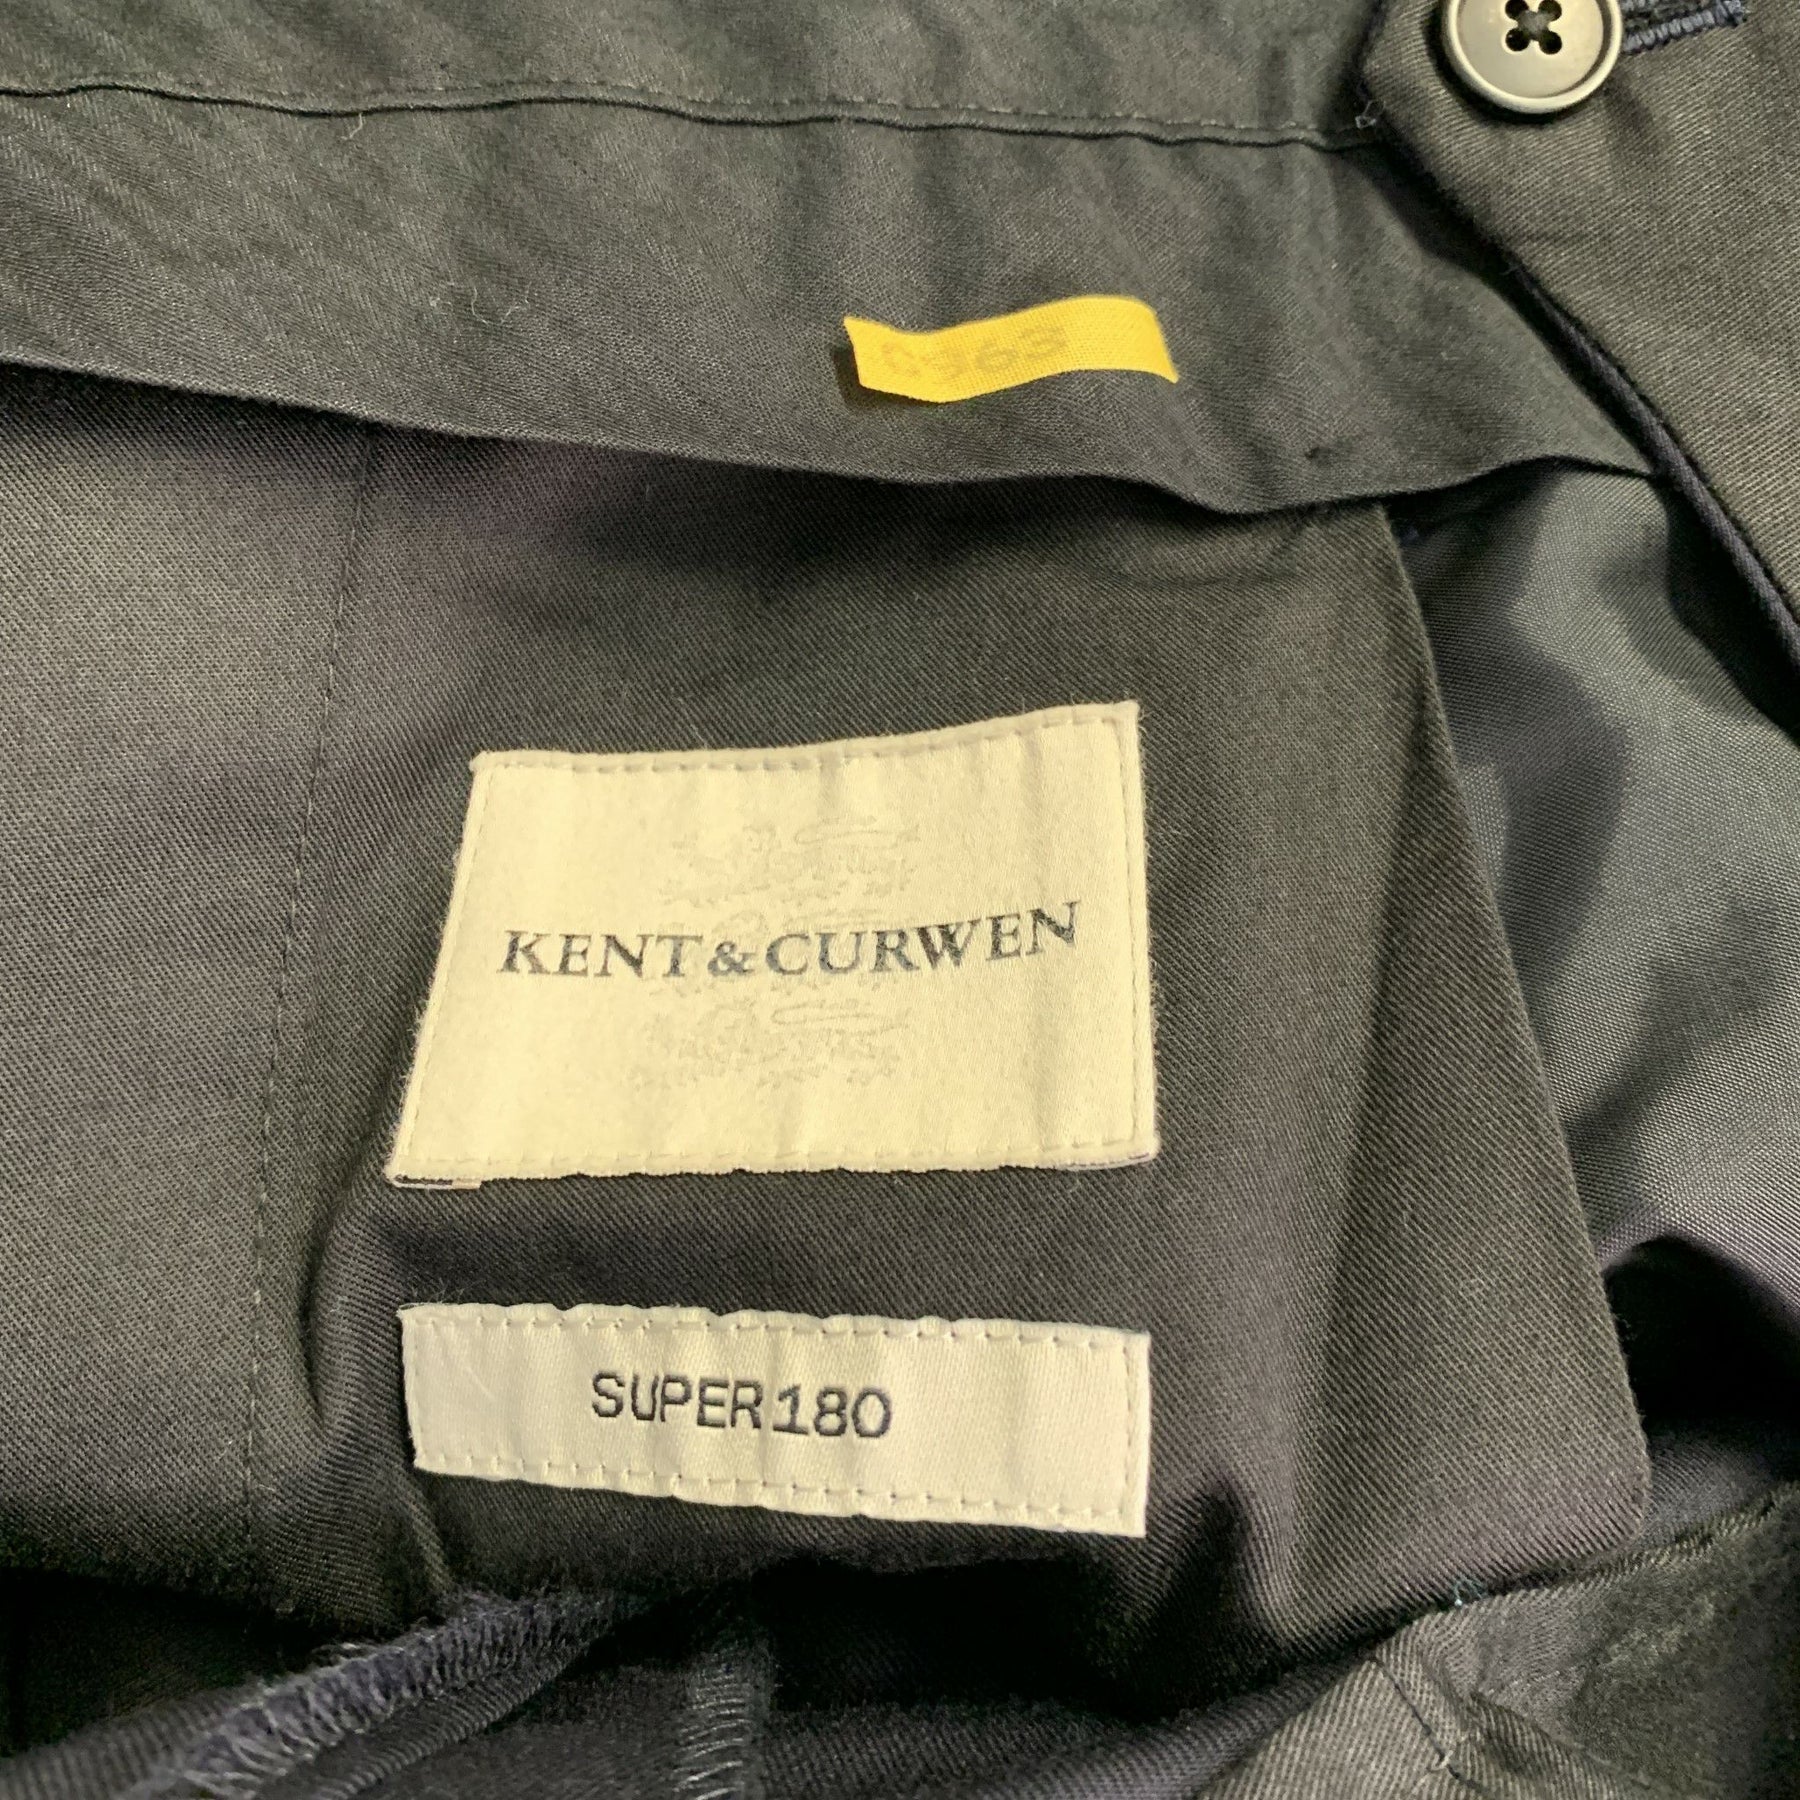 KENT & CURWEN
SUPER 180